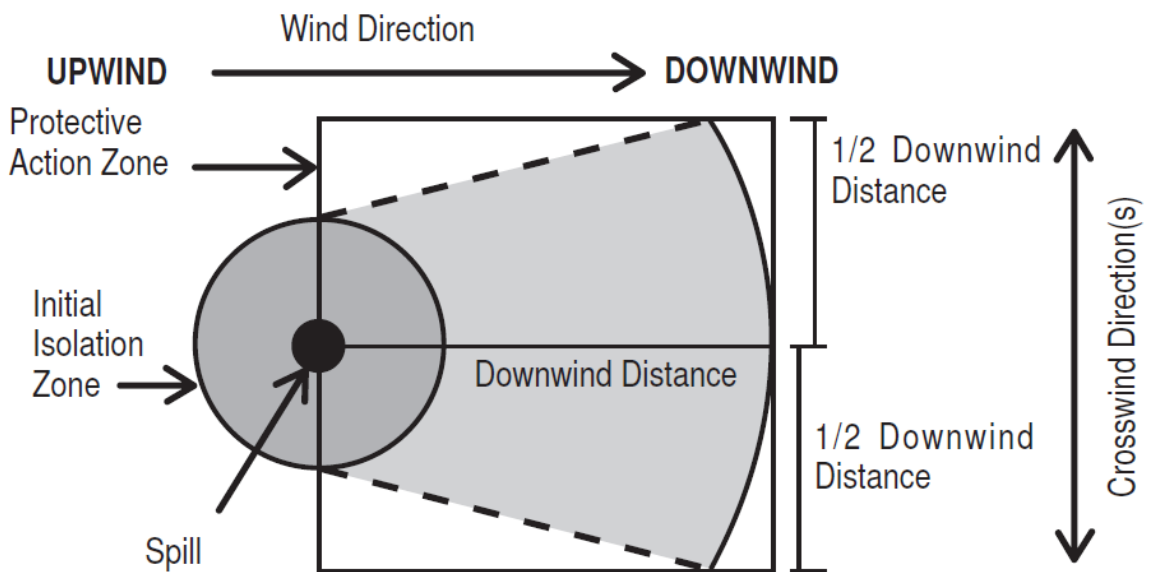 Wind Direction
UPWIND
DOWNWIND
Protective
Action Zone
1/2 Downwind
Distance
Crosswind Direction(s)
Initial
Isolation
Zone
Downwind Distance
1/2 Downwind
Distance
Spill